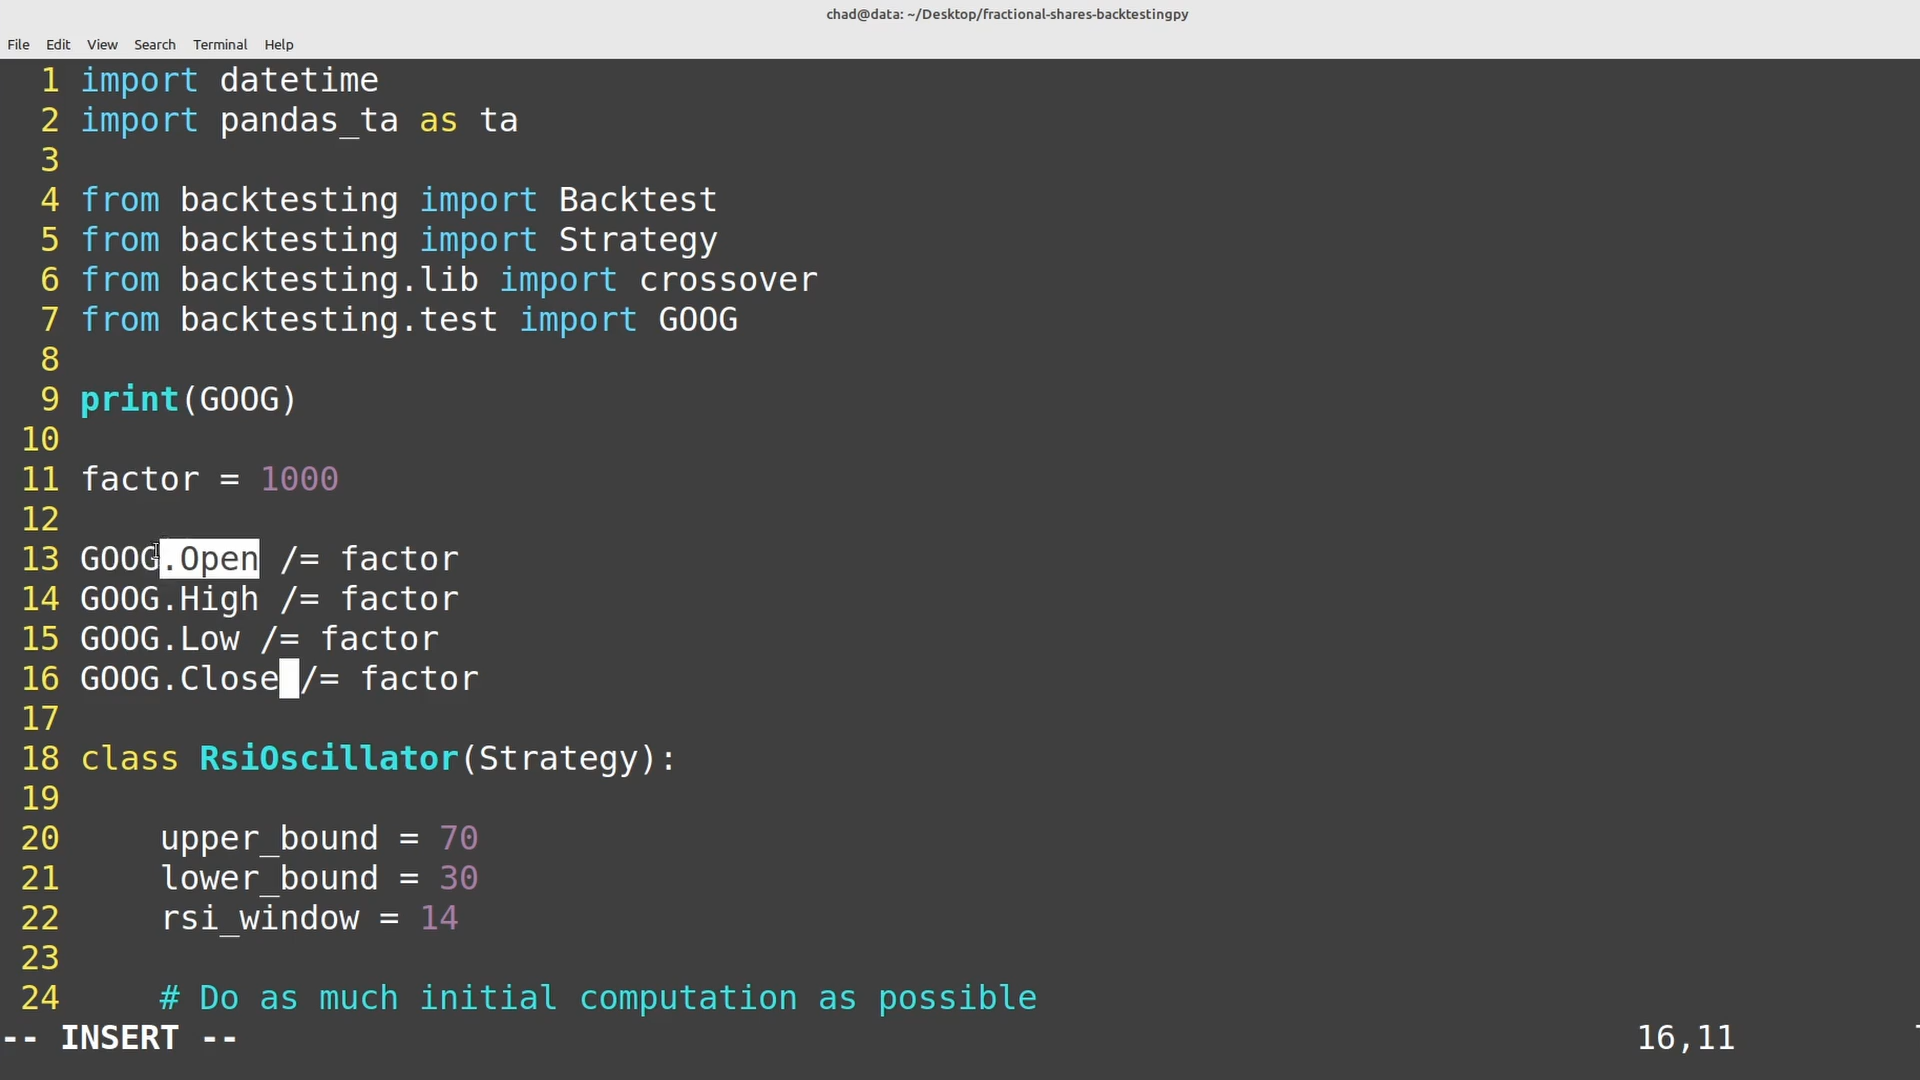 chad@data: ~/Desktop/fractional-shares-backtestingpy
File Edit View Search Terminal Help
1 import datetime
2 import pandas_ta as ta
3
4 from backtesting import Backtest
5 from backtesting import Strategy
6 from backtesting.lib import crossover
7 from backtesting.test import GOOG
8
9 print(GOOG)
10
11 factor = 1000
12
13 GOOG.Open /= factor
14 GOOG.High /= factor
15 GOOG.Low /= factor
16 GOOG.Close /= factor
17
18 class RsiOscillator(Strategy):
19
20     upper_bound = 70
21     lower_bound = 30
22     rsi_window = 14
23
24     # Do as much initial computation as possible
-- INSERT -- 16,11